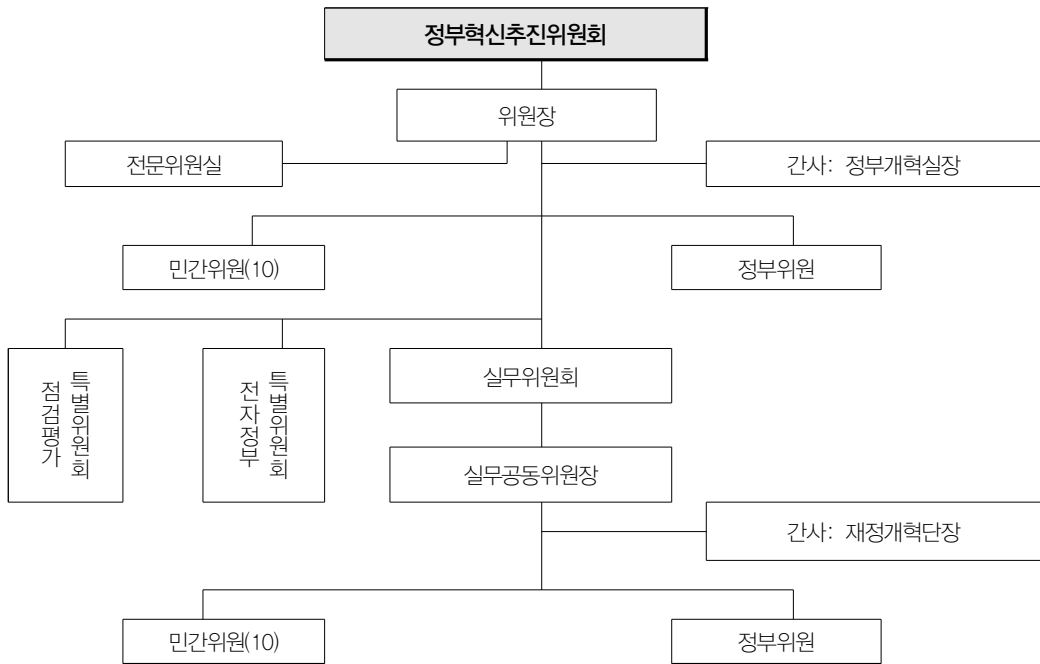 정부혁신추진위원회
위원장
전문위원실
간사: 정부개혁실장
민간위원(10)
정부위원
점검평가
특별위원회
전자정부
특별위원회
실무위원회
실무공동위원장
간사: 재정개혁단장
민간위원(10)
정부위원